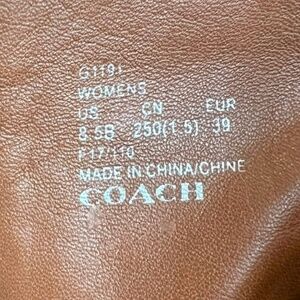 G1191
WOMENS
US CN EUR
8.5B 250(1.5) 39
F17110
MADE IN CHINA/CHINE
COACH